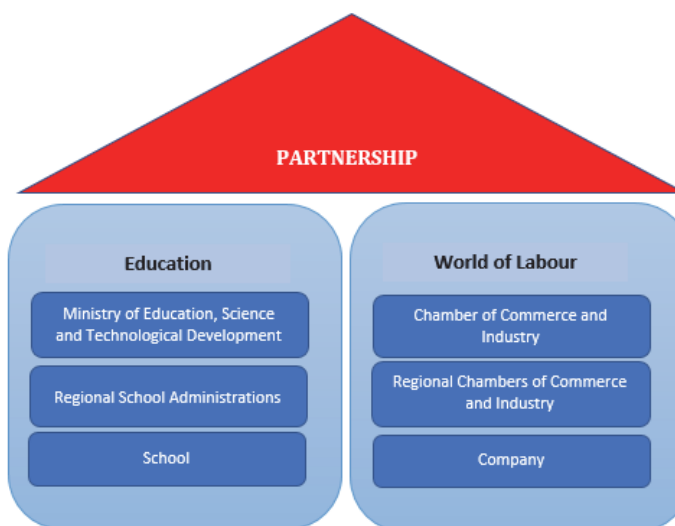 PARTNERSHIP
Education
Ministry of Education, Science
and Technological Development
Regional School Administrations
School
World of Labour
Chamber of Commerce and
Industry
Regional Chambers of Commerce
and Industry
Company